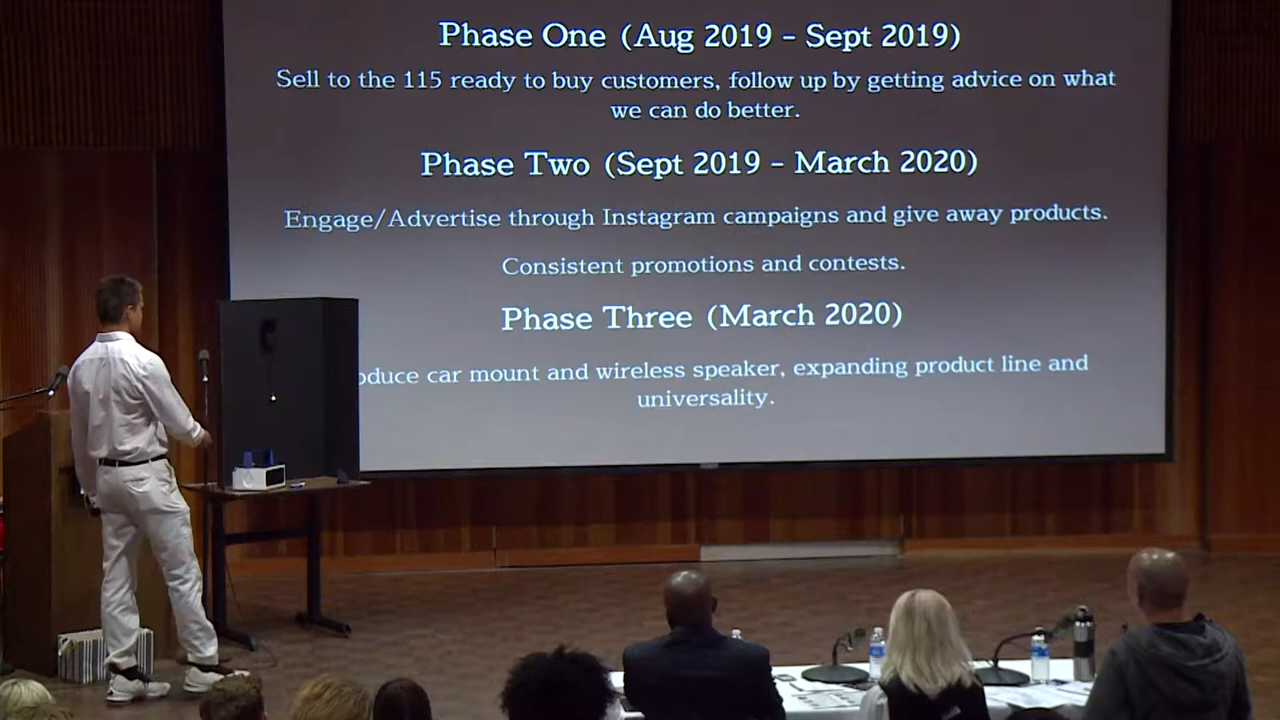 Phase One (Aug 2019 - Sept 2019)
Sell to the 115 ready to buy customers, follow up by getting advice on what
we can do better.
Phase Two (Sept 2019 - March 2020)
Engage/Advertise through Instagram campaigns and give away products.
Consistent promotions and contests.
Phase Three (March 2020)
car mount and wireless speaker, expanding product line and
universality.